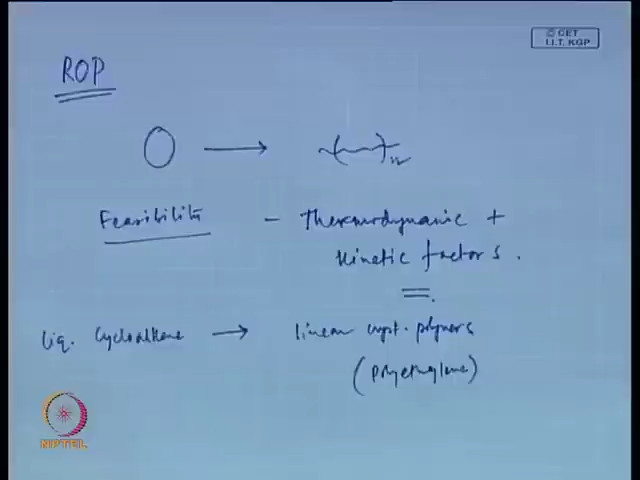 © CET
I.I.T. KGP
ROP
n
Feasibility - Thermodynamic +
Kinetic factors.
liq. Cycloalkane → linear cryst. polymers
(polyethylene)
NPTEL